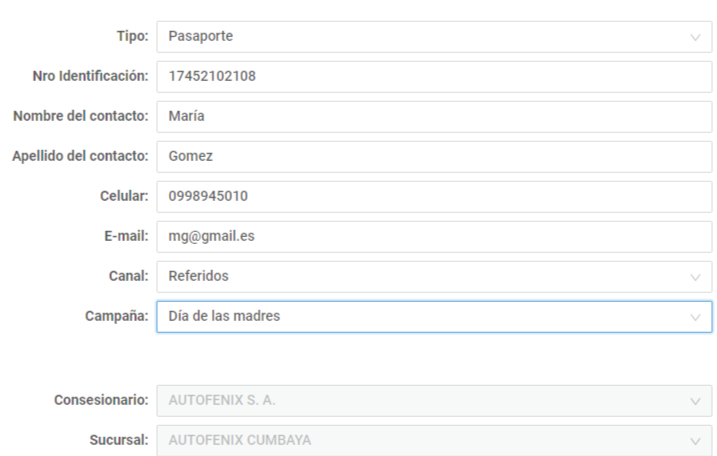 Tipo: Pasaporte
Nro Identificación: 17452102108
Nombre del contacto: María
Apellido del contacto: Gomez
Celular: 0998945010
E-mail: mg@gmail.es
Canal: Referidos
Campaña: Día de las madres
Consesionario: AUTOFENIX S. A.
Sucursal: AUTOFENIX CUMBAYA